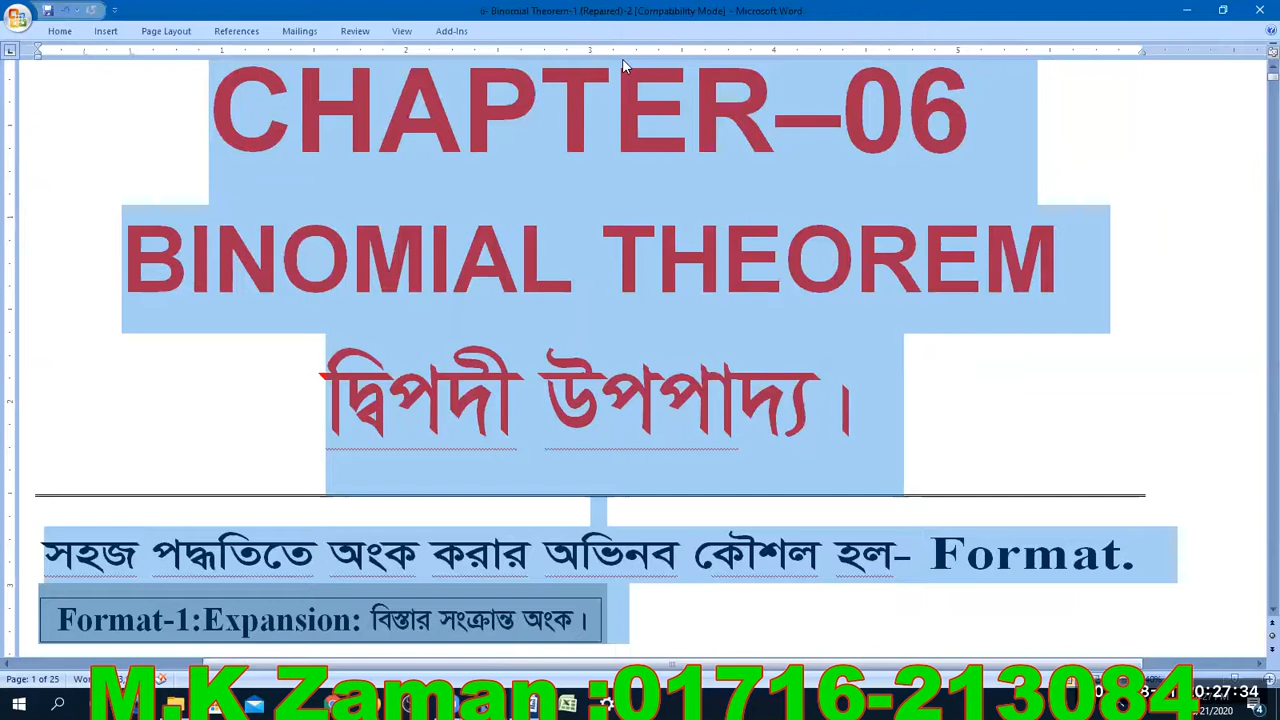 6- Binomial Theorem-1 (Repaired)-2 [Compatibility Mode] - Microsoft Word
Home Insert Page Layout References Mailings Review View Add-Ins
CHAPTER–06
BINOMIAL THEOREM
দ্বিপদী উপপাদ্য।
সহজ পদ্ধতিতে অংক করার অভিনব কৌশল হল- Format.
Format-1:Expansion: বিস্তার সংক্রান্ত অংক।
Page: 1 of 25
M.K Zaman :01716-213084
20:27:34